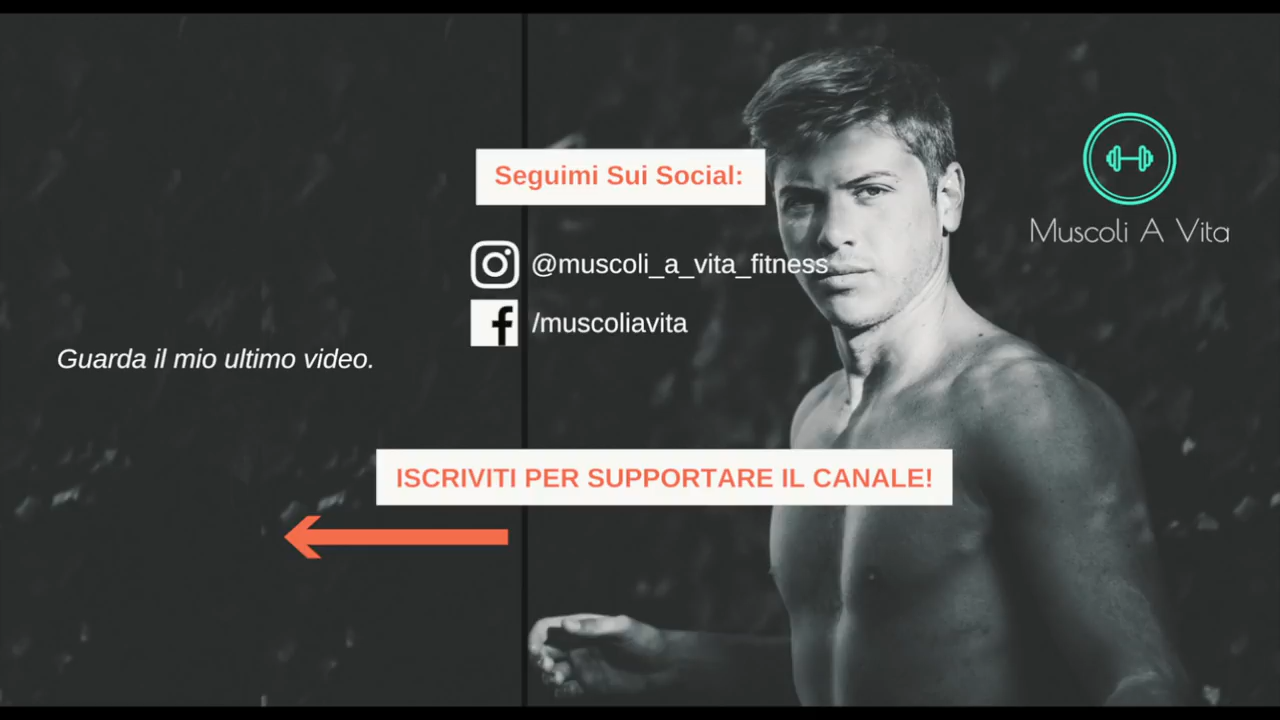 Seguimi Sui Social:
@muscoli_a_vita_fitness
/muscoliavita
Muscoli A Vita
Guarda il mio ultimo video.
ISCRIVITI PER SUPPORTARE IL CANALE!